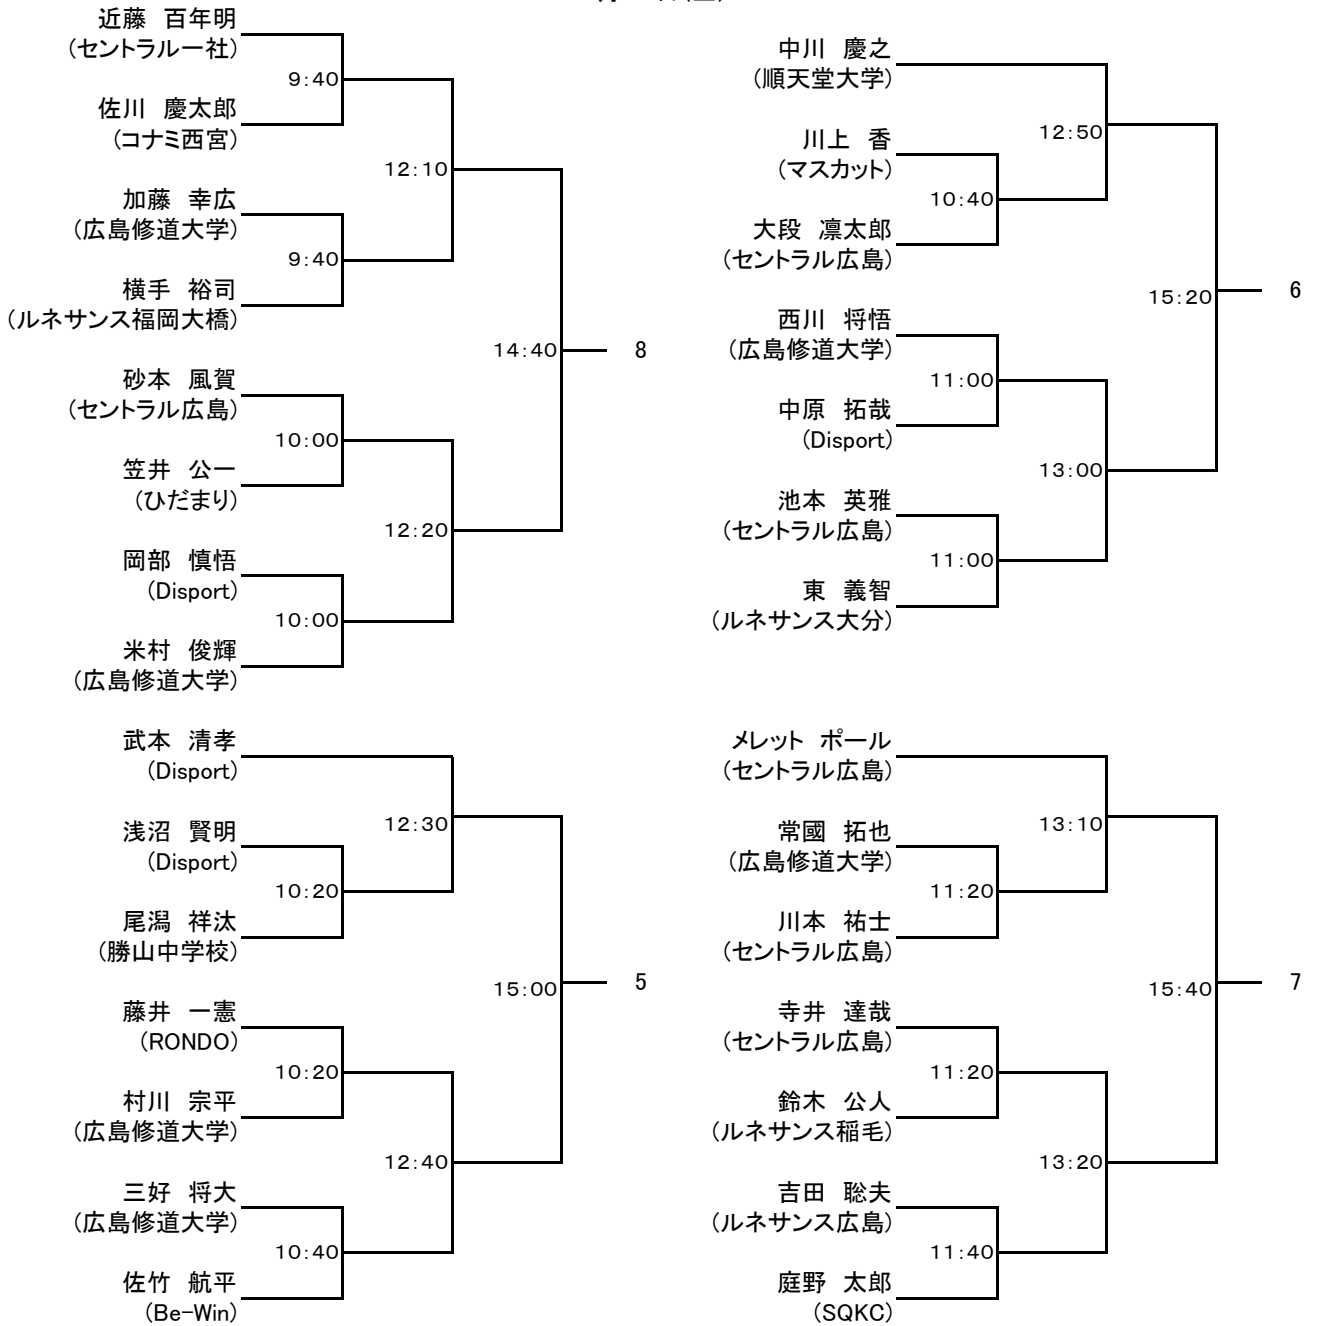 近藤 百年明
(セントラル一社)
9:40
佐川 慶太郎
(コナミ西宮)
12:10
加藤 幸広
(広島修道大学)
9:40
横手 裕司
(ルネサンス福岡大橋)
14:40
8
砂本 風賀
(セントラル広島)
10:00
笠井 公一
(ひだまり)
12:20
岡部 慎悟
(Disport)
10:00
米村 俊輝
(広島修道大学)
中川 慶之
(順天堂大学)
12:50
川上 香
(マスカット)
10:40
大段 凛太郎
(セントラル広島)
15:20
6
西川 将悟
(広島修道大学)
11:00
中原 拓哉
(Disport)
13:00
池本 英雅
(セントラル広島)
11:00
東 義智
(ルネサンス大分)
武本 清孝
(Disport)
12:30
浅沼 賢明
(Disport)
10:20
尾潟 祥汰
(勝山中学校)
15:00
5
藤井 一憲
(RONDO)
10:20
村川 宗平
(広島修道大学)
12:40
三好 将大
(広島修道大学)
10:40
佐竹 航平
(Be-Win)
メレット ポール
(セントラル広島)
13:10
常國 拓也
(広島修道大学)
11:20
川本 祐士
(セントラル広島)
15:40
7
寺井 達哉
(セントラル広島)
11:20
鈴木 公人
(ルネサンス稲毛)
13:20
吉田 聡夫
(ルネサンス広島)
11:40
庭野 太郎
(SQKC)